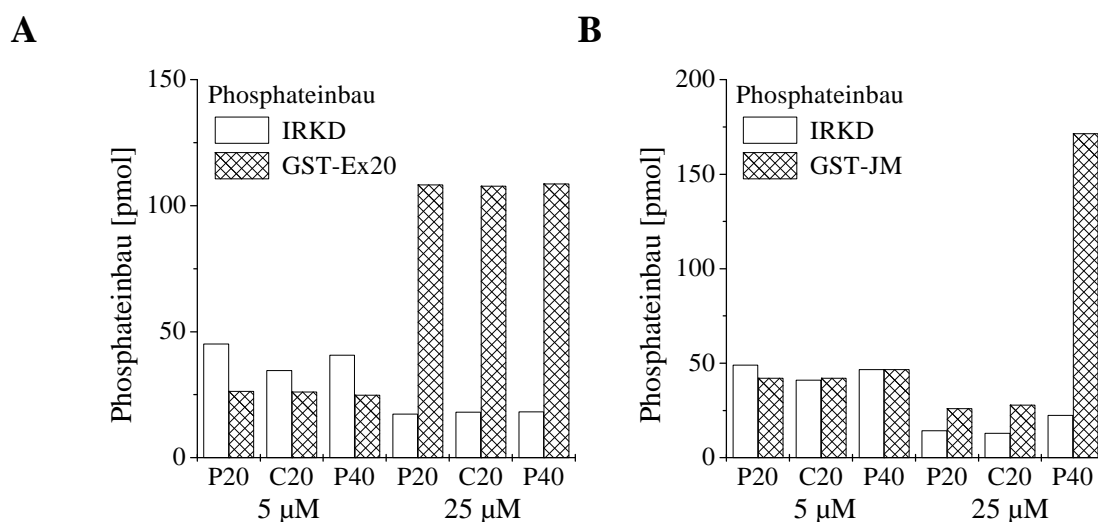 A
Phosphateinbau [pmol]
150
100
50
0
Phosphateinbau
IRKD
GST-Ex20
P20 C20 P40 P20 C20 P40
5 µM 25 µM
B
Phosphateinbau [pmol]
200
150
100
50
0
Phosphateinbau
IRKD
GST-JM
P20 C20 P40 P20 C20 P40
5 µM 25 µM